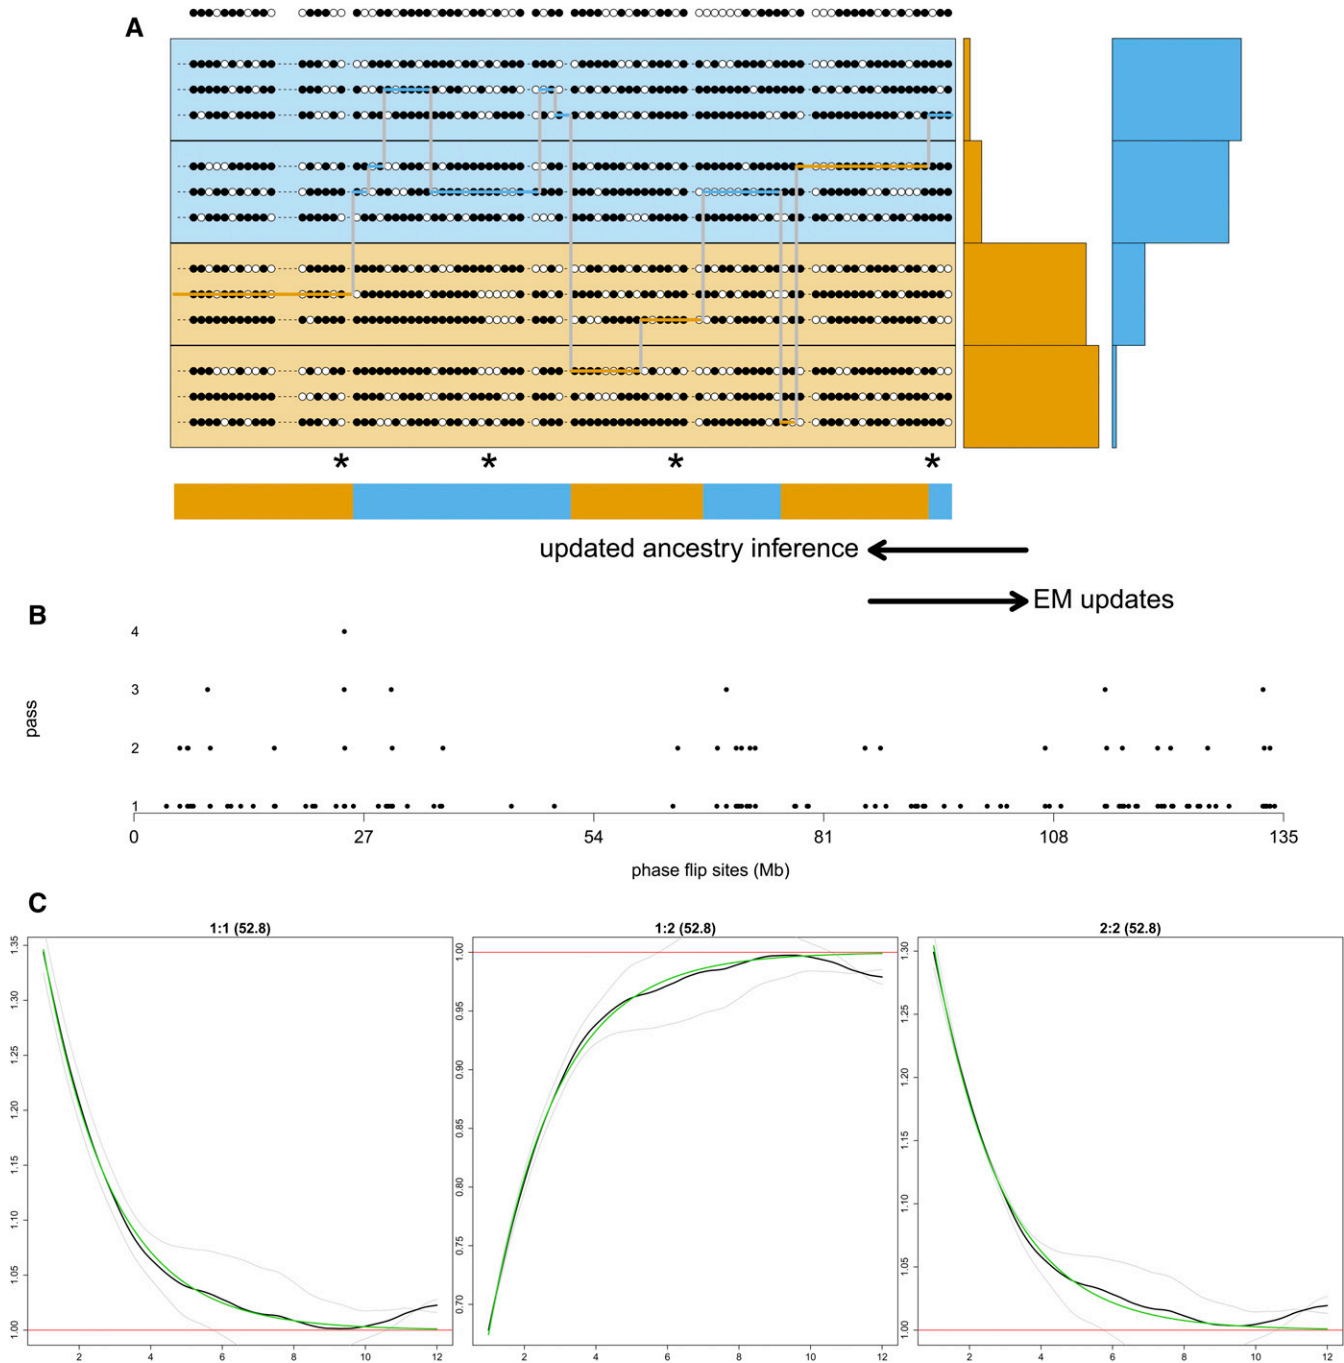 A
* * * *
updated ancestry inference
EM updates
B
4
3
2
1
pass
0 27 54 81 108 135
phase flip sites (Mb)
C
1:1 (52.8) 1:2 (52.8) 2:2 (52.8)
1.35
1.30
1.25
1.20
1.15
1.10
1.05
1.00
2 4 6 8 10 12
1.00
0.95
0.90
0.85
0.80
0.75
0.70
2 4 6 8 10 12
1.30
1.25
1.20
1.15
1.10
1.05
1.00
2 4 6 8 10 12